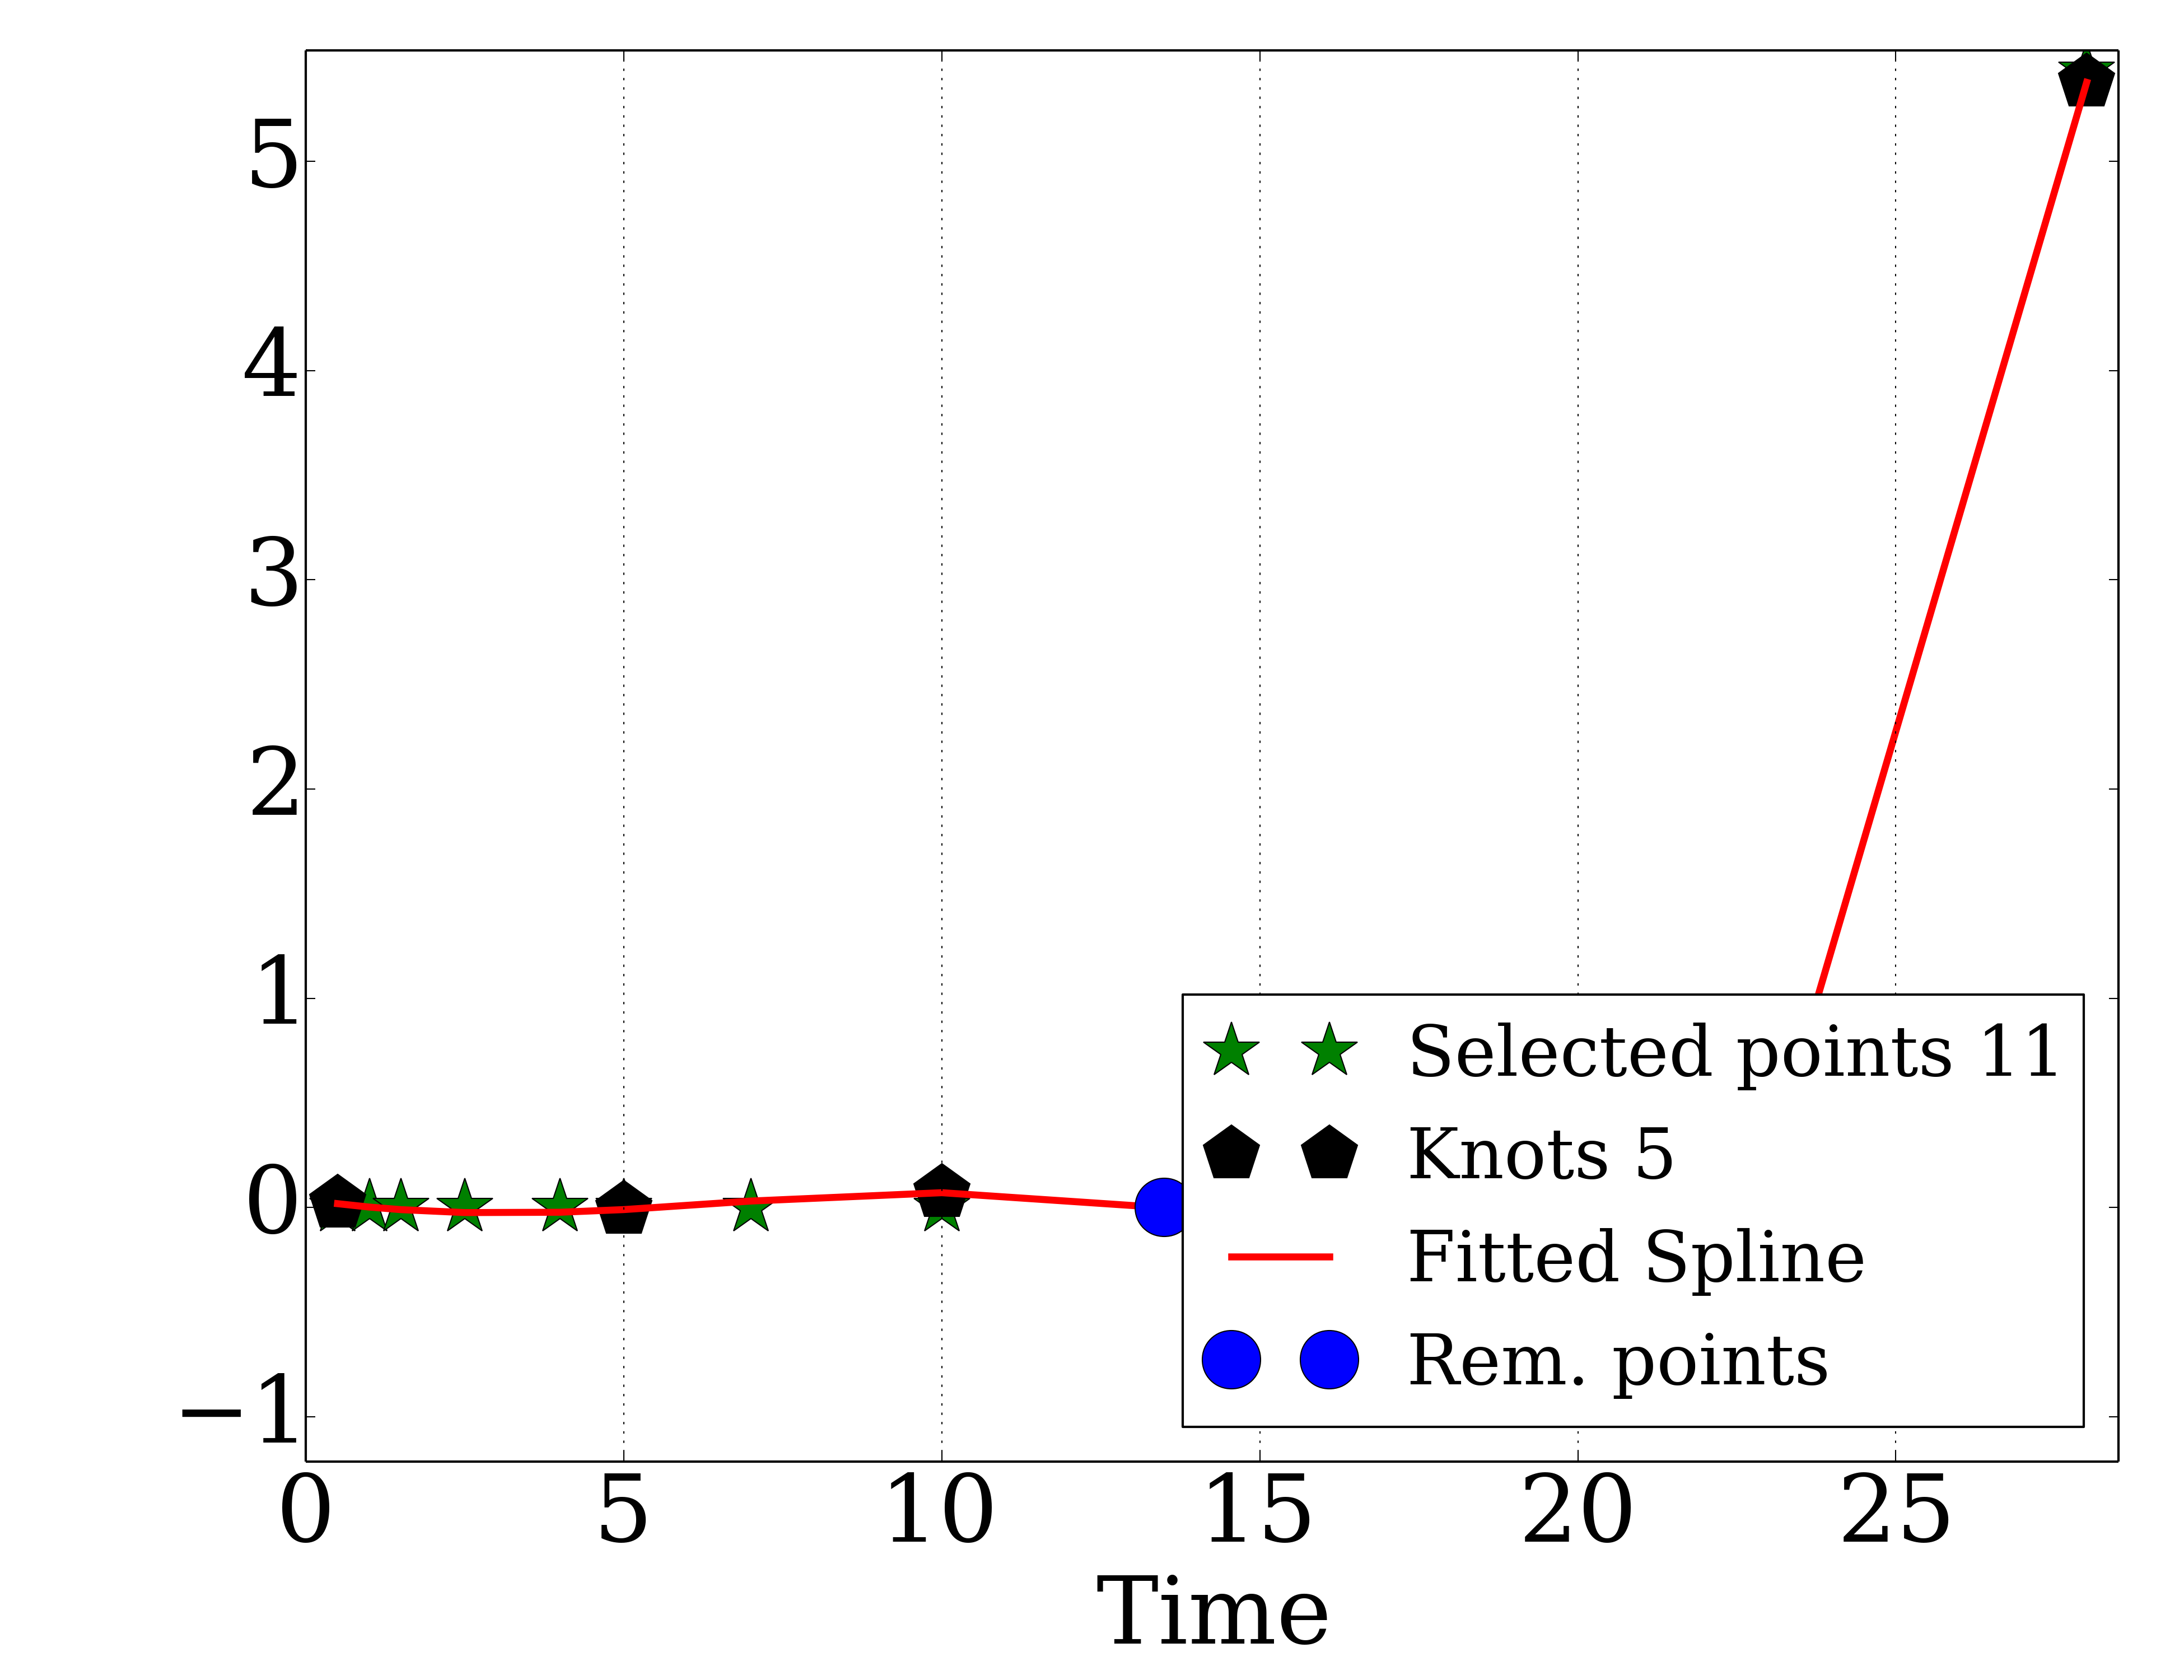 5
4
3
2
1
0
−1
Selected points 11
Knots 5
Fitted Spline
Rem. points
0 5 10 15 20 25
Time